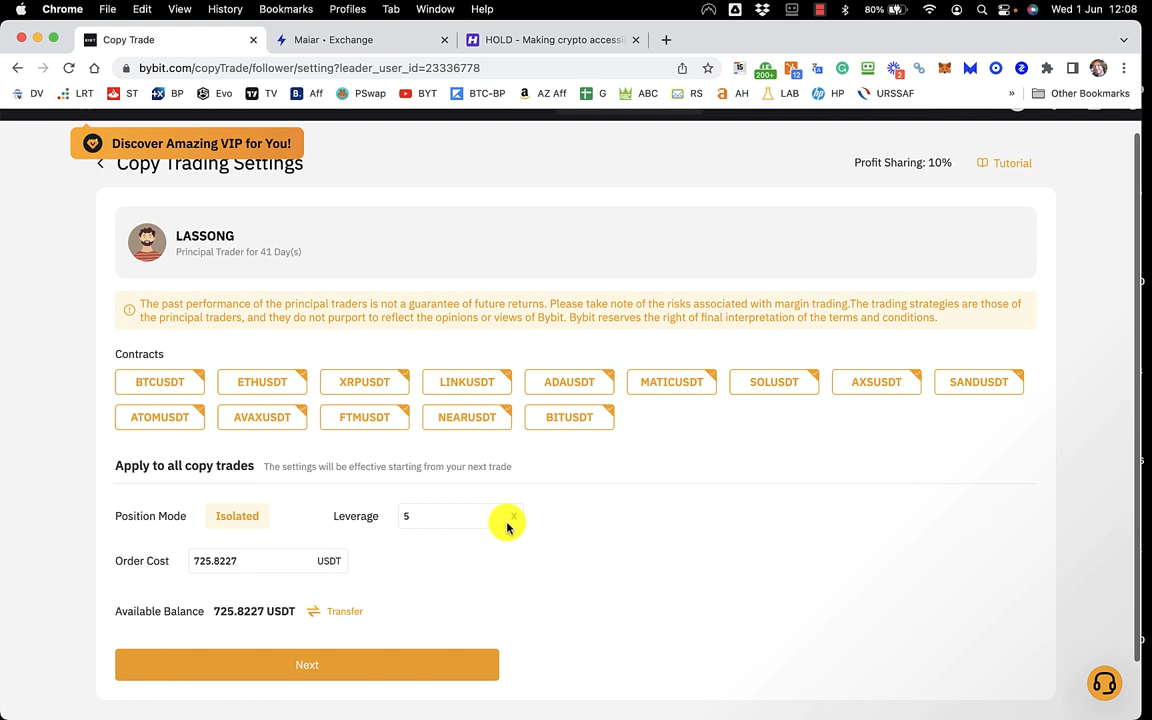 Chrome File Edit View History Bookmarks Profiles Tab Window Help 80% Wed 1 Jun 12:08
Copy Trade Maiar - Exchange HOLD - Making crypto accessi
bybit.com/copyTrade/follower/setting?leader_user_id=23336778 200+ 12 2
DV LRT ST BP Evo TV Aff PSwap BYT BTC-BP AZ Aff G ABC RS AH LAB HP URSSAF » Other Bookmarks
Discover Amazing VIP for You!
Copy Trading Settings Profit Sharing: 10% Tutorial
LASSONG
Principal Trader for 41 Day(s)
The past performance of the principal traders is not a guarantee of future returns. Please take note of the risks associated with margin trading.The trading strategies are those of
the principal traders, and they do not purport to reflect the opinions or views of Bybit. Bybit reserves the right of final interpretation of the terms and conditions.
Contracts
BTCUSDT ETHUSDT XRPUSDT LINKUSDT ADAUSDT MATICUSDT SOLUSDT AXSUSDT SANDUSDT
ATOMUSDT AVAXUSDT FTMUSDT NEARUSDT BITUSDT
Apply to all copy trades The settings will be effective starting from your next trade
Position Mode Isolated Leverage 5 X
Order Cost 725.8227 USDT
Available Balance 725.8227 USDT Transfer
Next